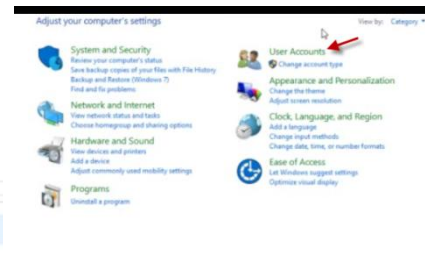 Adjust your computer's settings
View by: Category
System and Security
Review your computer's status
Save backup copies of your files with File History
Backup and Restore (Windows 7)
Find and fix problems
Network and Internet
View network status and tasks
Choose homegroup and sharing options
Hardware and Sound
View devices and printers
Add a device
Adjust commonly used mobility settings
Programs
Uninstall a program
User Accounts
Change account type
Appearance and Personalization
Change the theme
Adjust screen resolution
Clock, Language, and Region
Add a language
Change input methods
Change date, time, or number formats
Ease of Access
Let Windows suggest settings
Optimize visual display